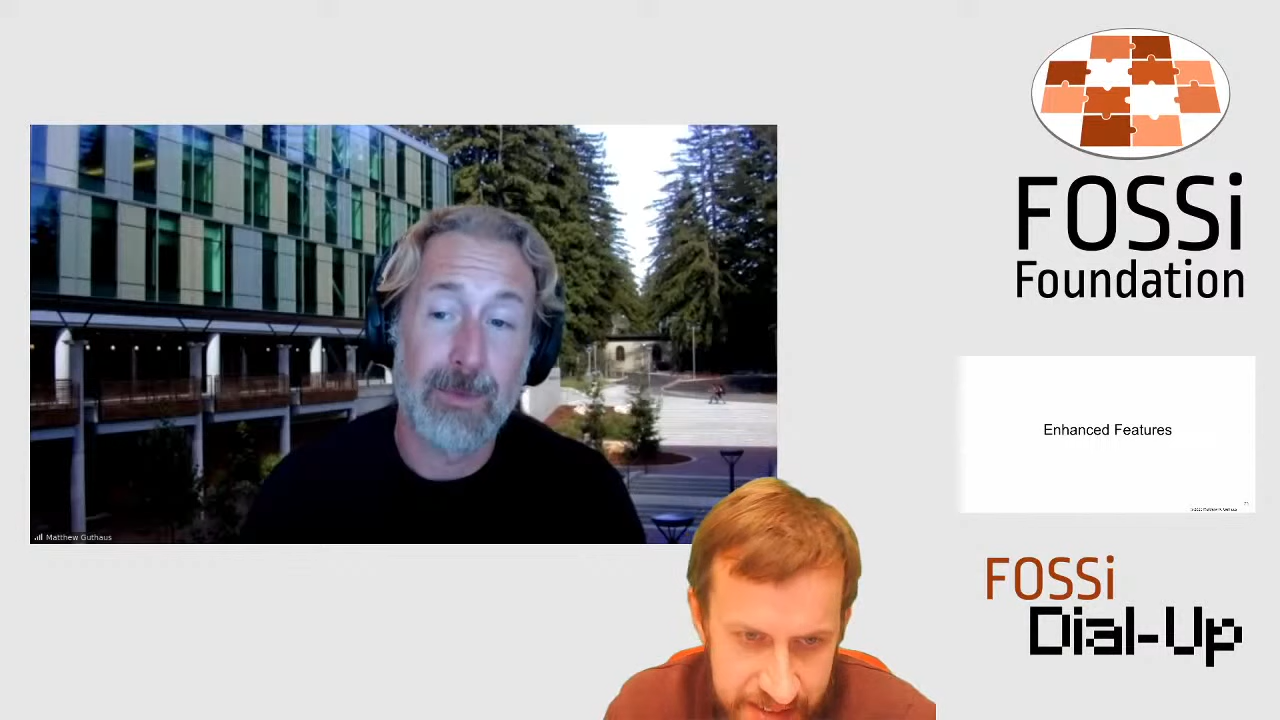 Matthew Guthaus
FOSSi
Foundation
Enhanced Features
FOSSi
Dial-Up